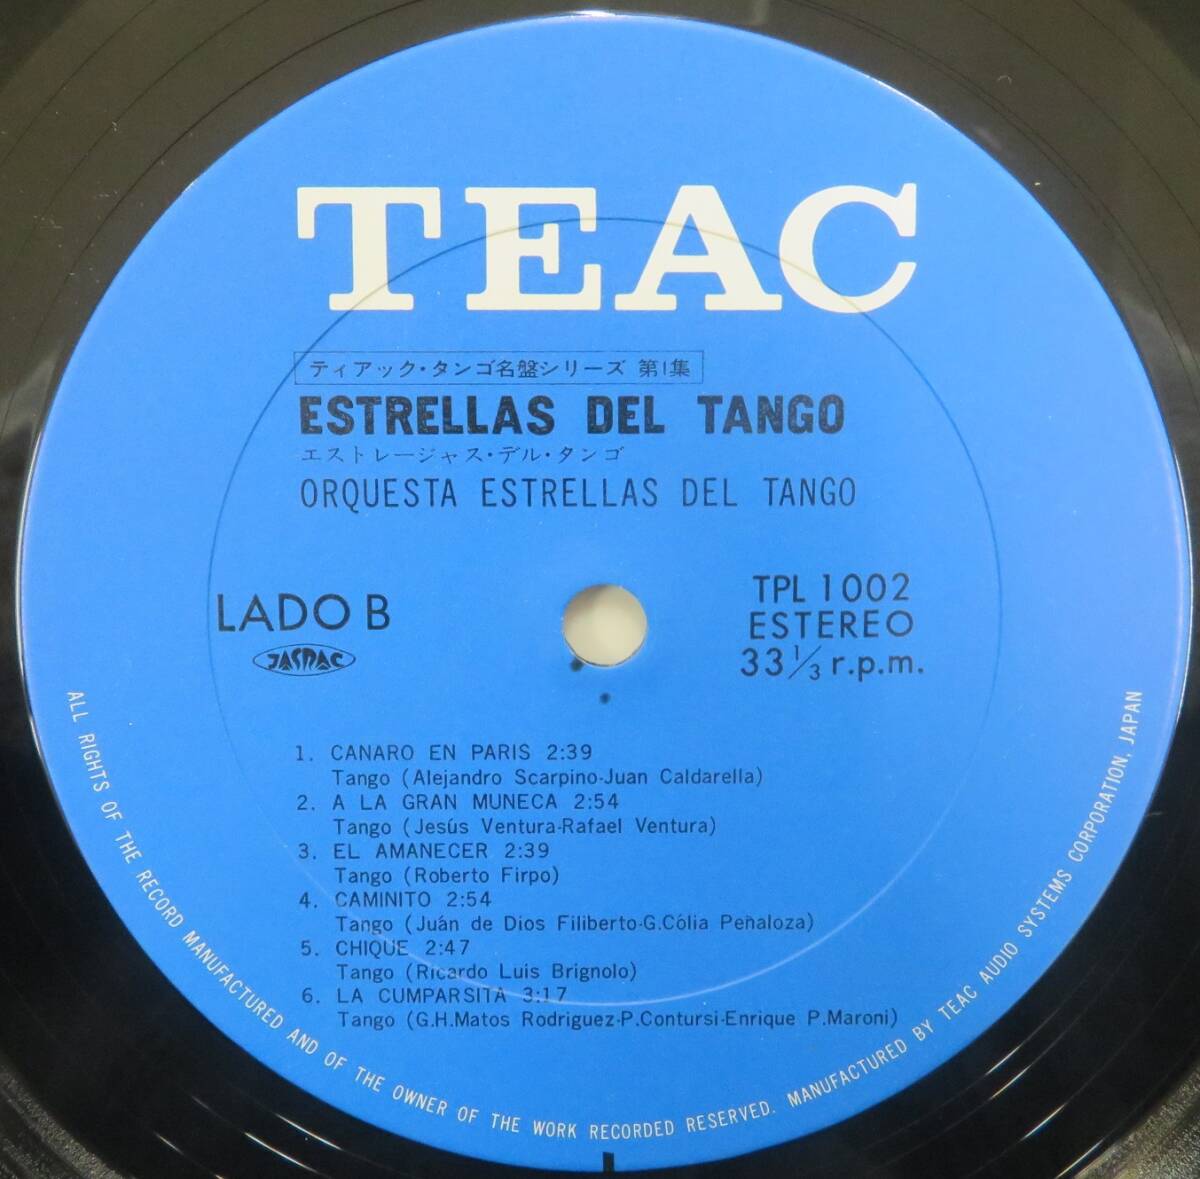 TEAC
ティアック・タンゴ名盤シリーズ 第1集
ESTRELLAS DEL TANGO
エストレージャス・デル・タンゴ
ORQUESTA ESTRELLAS DEL TANGO
LADO B
JASRAC
TPL 1002
ESTEREO
33 1/3 r.p.m.
1. CANARO EN PARIS 2:39
Tango (Alejandro Scarpino-Juan Caldarella)
2. A LA GRAN MUNECA 2:54
Tango (Jesús Ventura-Rafael Ventura)
3. EL AMANECER 2:39
Tango (Roberto Firpo)
4. CAMINITO 2:54
Tango (Juán de Dios Filiberto-G.Cólia Peñaloza)
5. CHIQUE 2:47
Tango (Ricardo Luis Brignolo)
6. LA CUMPARSITA 3:17
Tango (G.H.Matos Rodriguez-P.Contursi-Enrique P.Maroni)
ALL RIGHTS OF THE RECORD MANUFACTURED AND OF THE OWNER OF THE WORK RECORDED RESERVED. MANUFACTURED BY TEAC AUDIO SYSTEMS CORPORATION, JAPAN